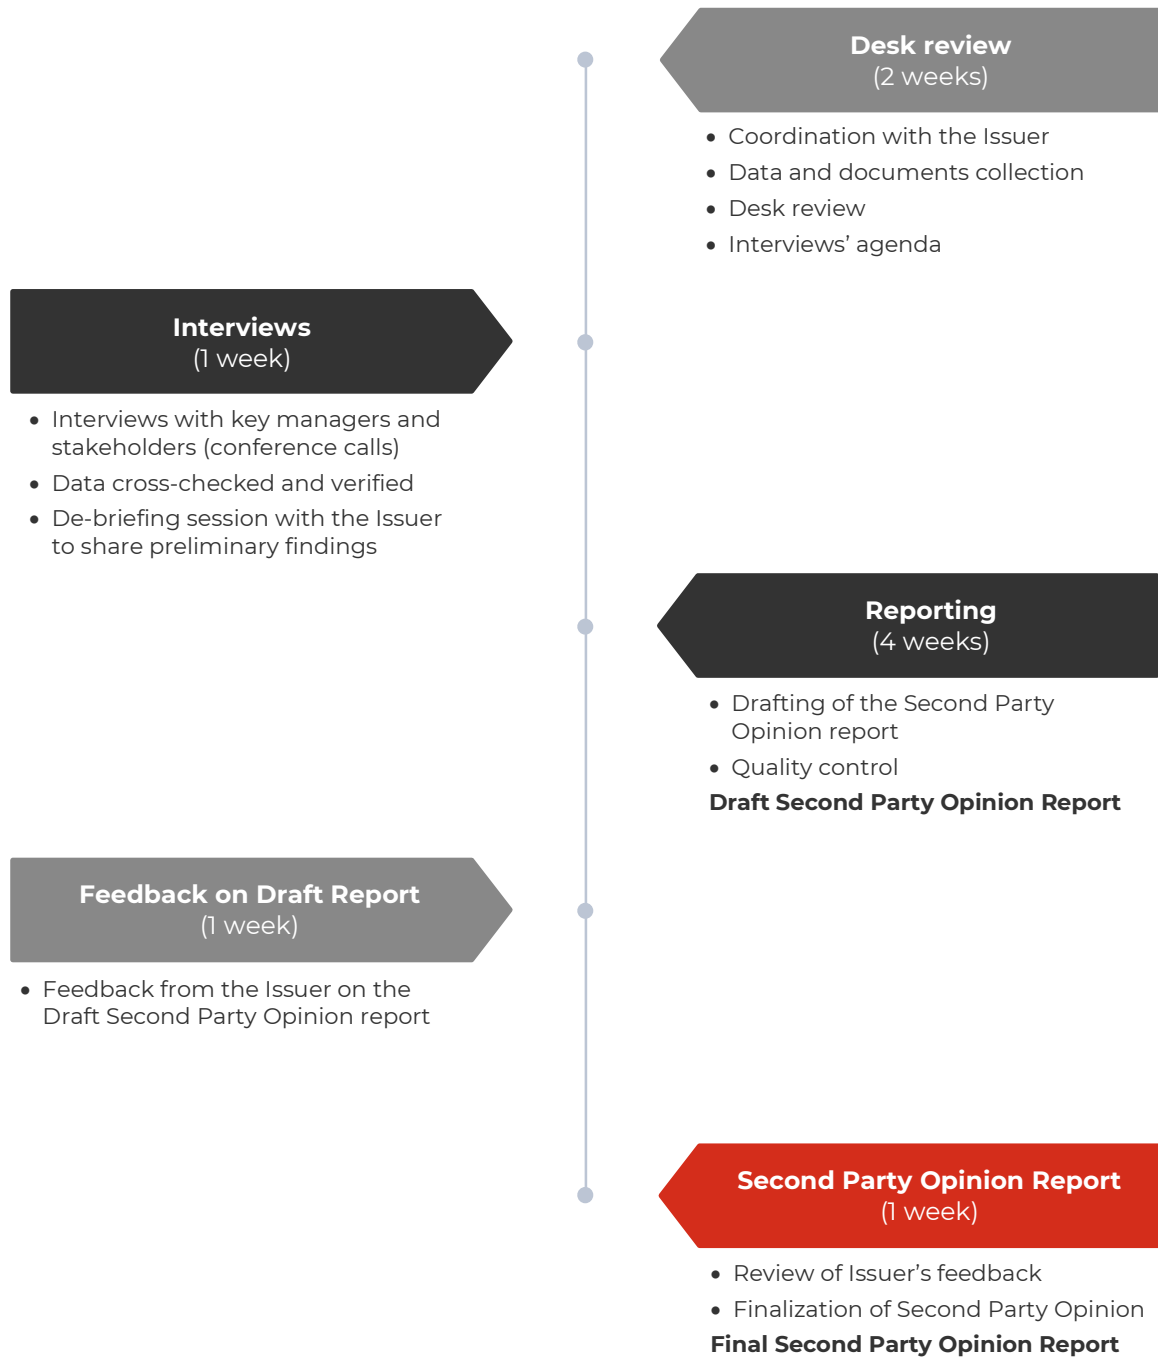 Desk review
(2 weeks)
• Coordination with the Issuer
• Data and documents collection
• Desk review
• Interviews’ agenda
Interviews
(1 week)
• Interviews with key managers and
stakeholders (conference calls)
• Data cross-checked and verified
• De-briefing session with the Issuer
to share preliminary findings
Reporting
(4 weeks)
• Drafting of the Second Party
Opinion report
• Quality control
Draft Second Party Opinion Report
Feedback on Draft Report
(1 week)
• Feedback from the Issuer on the
Draft Second Party Opinion report
Second Party Opinion Report
(1 week)
• Review of Issuer’s feedback
• Finalization of Second Party Opinion
Final Second Party Opinion Report